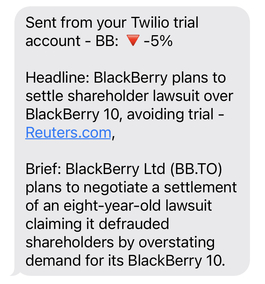 Sent from your Twilio trial
account - BB: 🔻-5%
Headline: BlackBerry plans to
settle shareholder lawsuit over
BlackBerry 10, avoiding trial -
Reuters.com,
Brief: BlackBerry Ltd (BB.TO)
plans to negotiate a settlement
of an eight-year-old lawsuit
claiming it defrauded
shareholders by overstating
demand for its BlackBerry 10.